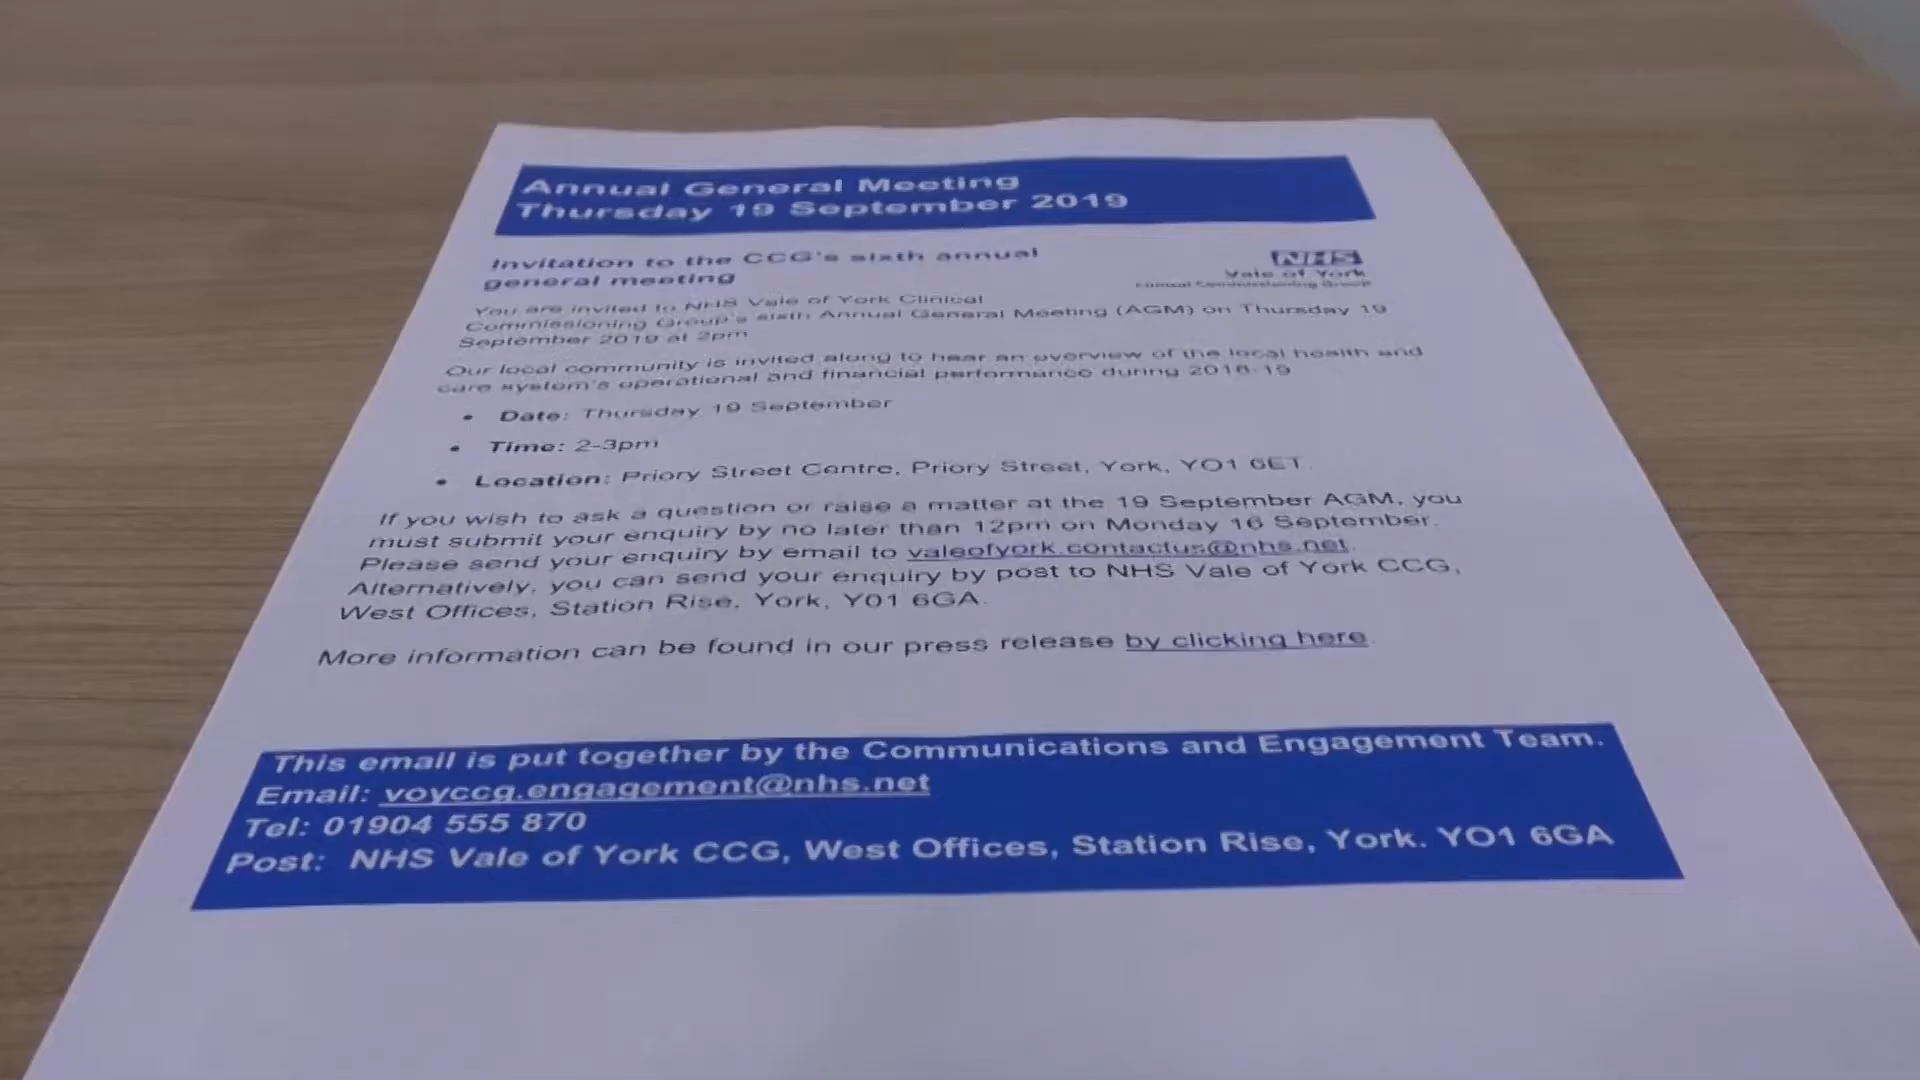 Annual General Meeting
Thursday 19 September 2019
Invitation to the CCG's sixth annual
general meeting
NHS
Vale of York
Clinical Commissioning Group
You are invited to NHS Vale of York Clinical
Commissioning Group's sixth Annual General Meeting (AGM) on Thursday 19
September 2019 at 2pm
Our local community is invited along to hear an overview of the local health and
care system's operational and financial performance during 2018-19
• Date: Thursday 19 September
• Time: 2-3pm
• Location: Priory Street Centre, Priory Street, York, YO1 6ET.
If you wish to ask a question or raise a matter at the 19 September AGM, you
must submit your enquiry by no later than 12pm on Monday 16 September.
Please send your enquiry by email to valeofyork.contactus@nhs.net.
Alternatively, you can send your enquiry by post to NHS Vale of York CCG,
West Offices, Station Rise, York, Y01 6GA.
More information can be found in our press release by clicking here.
This email is put together by the Communications and Engagement Team.
Email: voyccg.engagement@nhs.net
Tel: 01904 555 870
Post: NHS Vale of York CCG, West Offices, Station Rise, York. YO1 6GA